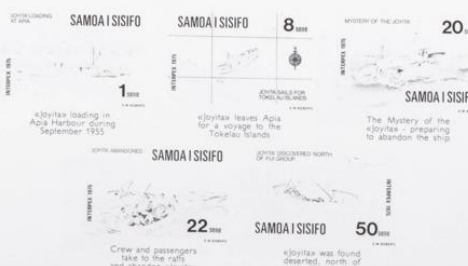 JOYITA LOADING
AT APIA
SAMOA I SISIFO
INTERPEX 1975
1 sene
«Joyita» loading in
Apia Harbour during
September 1955
SAMOA I SISIFO
8 sene
INTERPEX 1975
JOYITA SAILS FOR
TOKELAU ISLANDS
«Joyita» leaves Apia
for a voyage to the
Tokelau Islands
MYSTERY OF THE JOYITA
20
INTERPEX 1975
SAMOA I SISIF
The Mystery of the
«Joyita» - preparing
to abandon the ship
JOYITA ABANDONED
SAMOA I SISIFO
INTERPEX 1975
22 sene
Crew and passengers
take to the rafts
JOYITA DISCOVERED NORTH
OF FIJI GROUP
INTERPEX 1975
SAMOA I SISIFO
50 sene
«Joyita» was found
deserted, north of